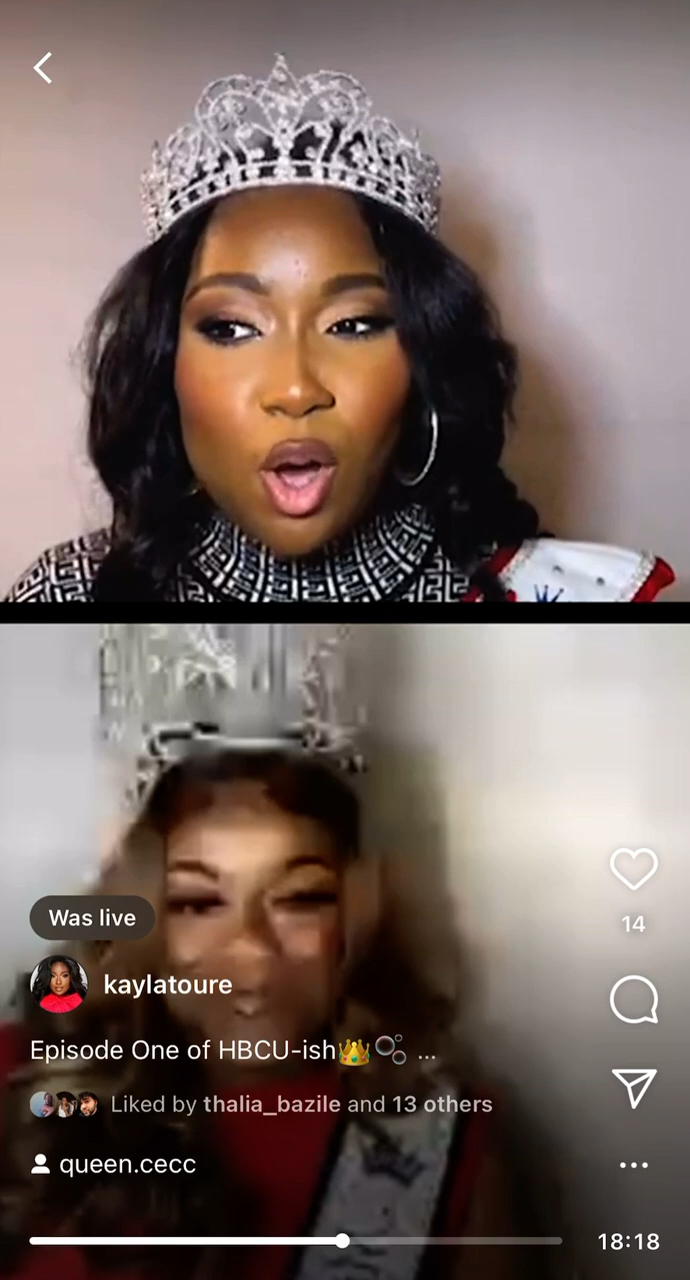 Was live
14
kaylatoure
Episode One of HBCU-ish👑🫧 ...
Liked by thalia_bazile and 13 others
queen.cecc
18:18